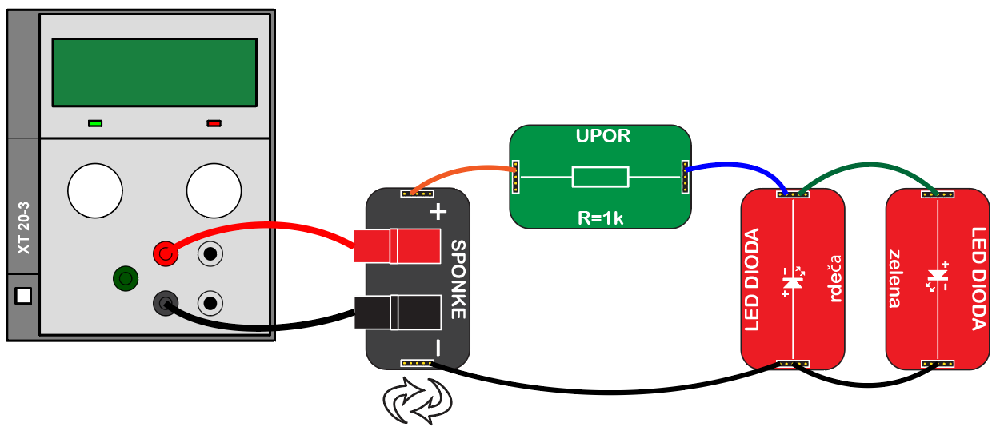 XT 20-3
+
SPONKE
−
UPOR
R=1k
LED DIODA
-
+
rdeča
zelena
+
-
LED DIODA